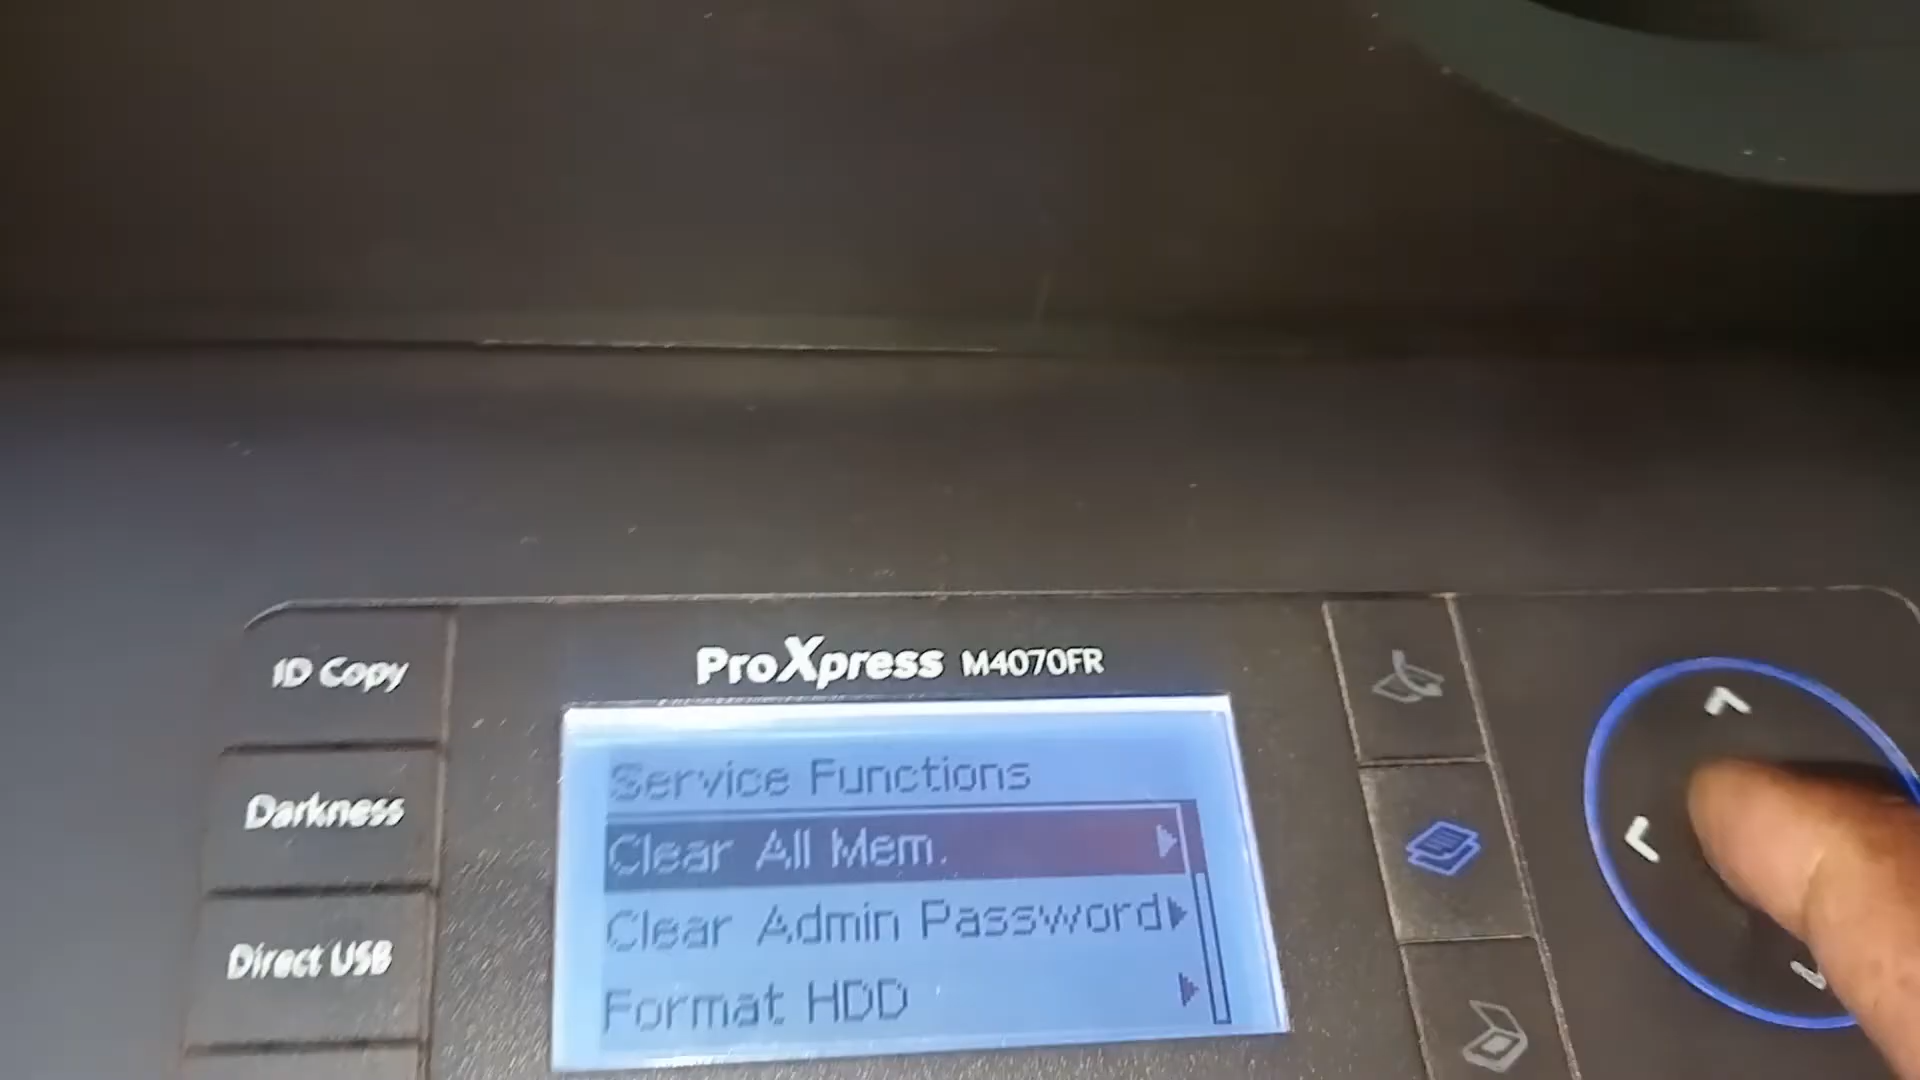 ProXpress M4070FR
ID Copy
Darkness
Direct USB
Service Functions
Clear All Mem.
Clear Admin Password
Format HDD